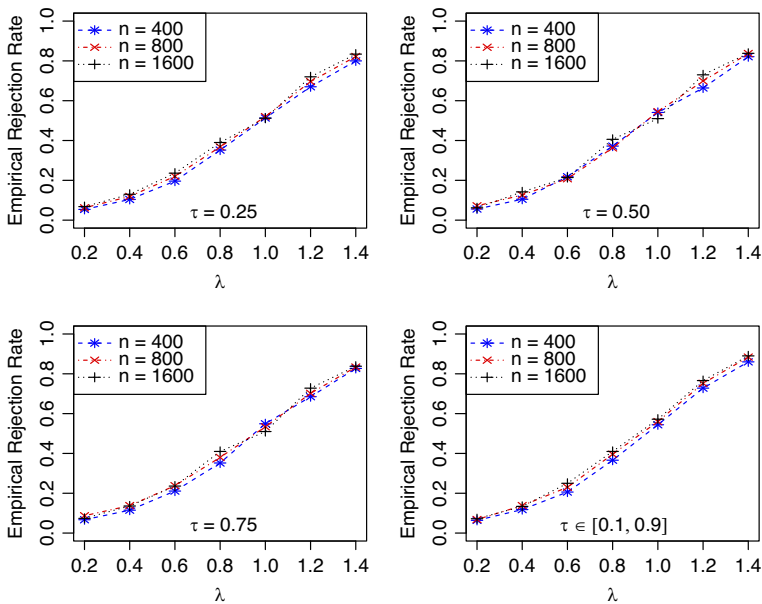 Empirical Rejection Rate
0.0 0.2 0.4 0.6 0.8 1.0
n = 400
n = 800
n = 1600
τ = 0.25
0.2 0.4 0.6 0.8 1.0 1.2 1.4
λ
Empirical Rejection Rate
0.0 0.2 0.4 0.6 0.8 1.0
n = 400
n = 800
n = 1600
τ = 0.50
0.2 0.4 0.6 0.8 1.0 1.2 1.4
λ
Empirical Rejection Rate
0.0 0.2 0.4 0.6 0.8 1.0
n = 400
n = 800
n = 1600
τ = 0.75
0.2 0.4 0.6 0.8 1.0 1.2 1.4
λ
Empirical Rejection Rate
0.0 0.2 0.4 0.6 0.8 1.0
n = 400
n = 800
n = 1600
τ ∈ [0.1, 0.9]
0.2 0.4 0.6 0.8 1.0 1.2 1.4
λ